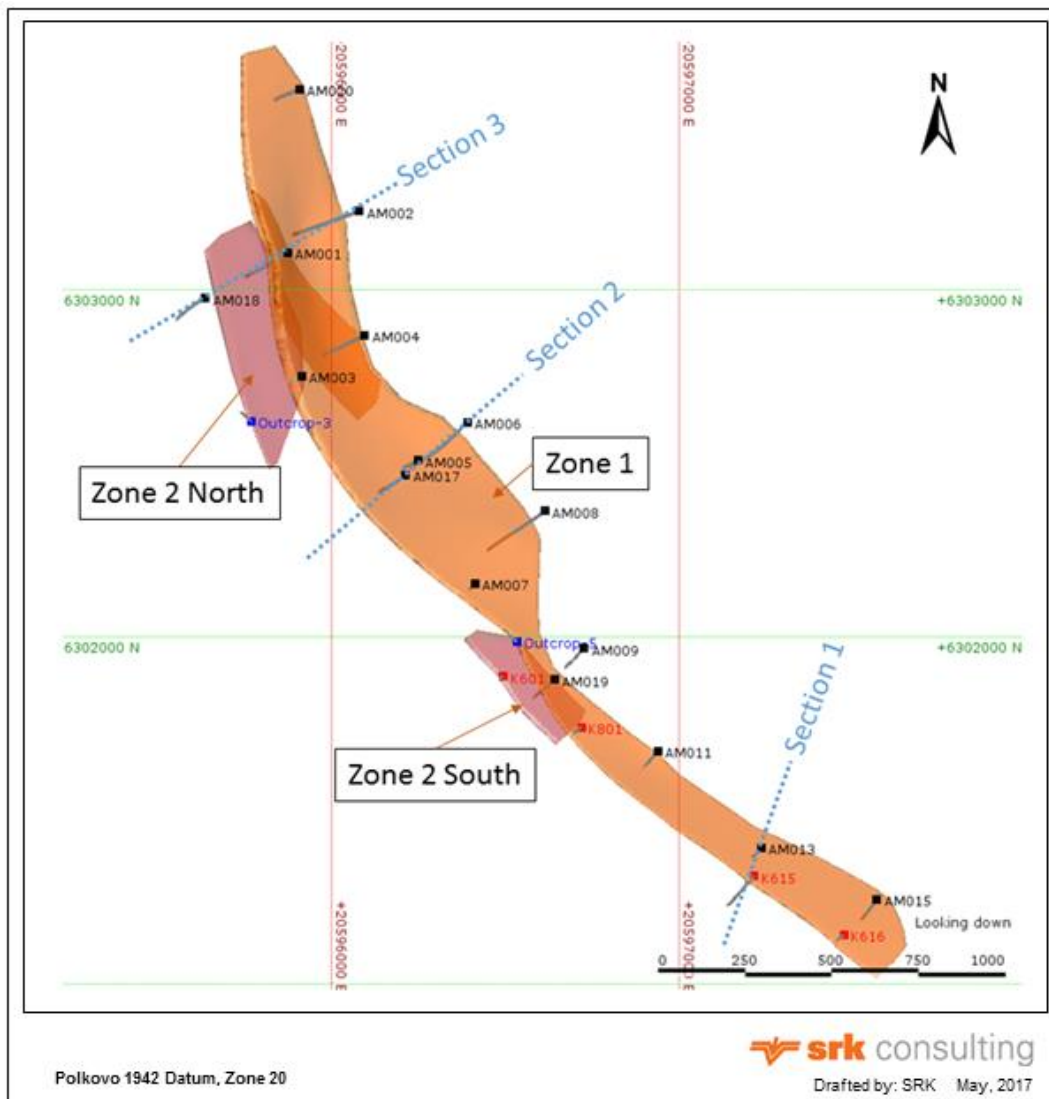 20596000 E
20597000 E
N
AM020
Section 3
AM002
AM001
6303000 N
+6303000 N
AM018
Section 2
AM004
AM003
Outcrop-3
AM006
Zone 1
AM005
AM017
Zone 2 North
AM008
AM007
6302000 N
Outcrop-5
+6302000 N
AM009
K601
AM019
Section 1
K801
AM011
Zone 2 South
AM013
K615
AM015
+20596000 E
+20597000 E
Looking down
K616
0 250 500 750 1000
srk consulting
Polkovo 1942 Datum, Zone 20
Drafted by: SRK May, 2017